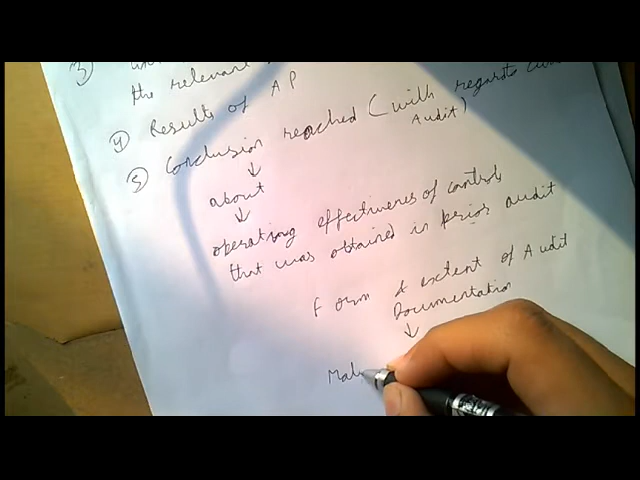 3
the relevant
4 Results of AP
5 Conclusion reached (with regards
Audit)
about
operating effectiveness of controls
that was obtained in prior audit
Form & extent of Audit
Documentation